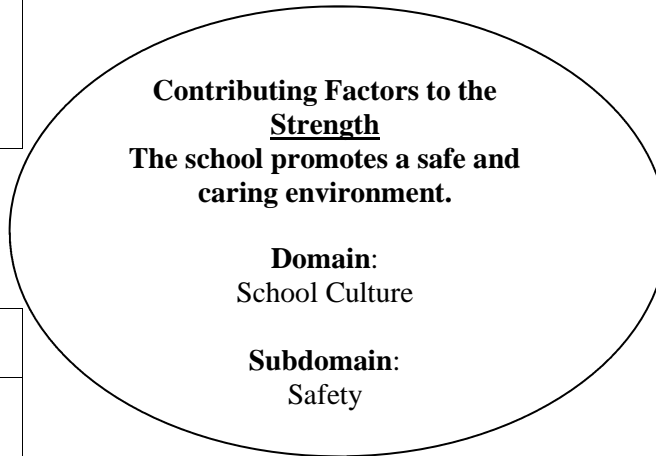 Contributing Factors to the
Strength
The school promotes a safe and
caring environment.
Domain:
School Culture
Subdomain:
Safety